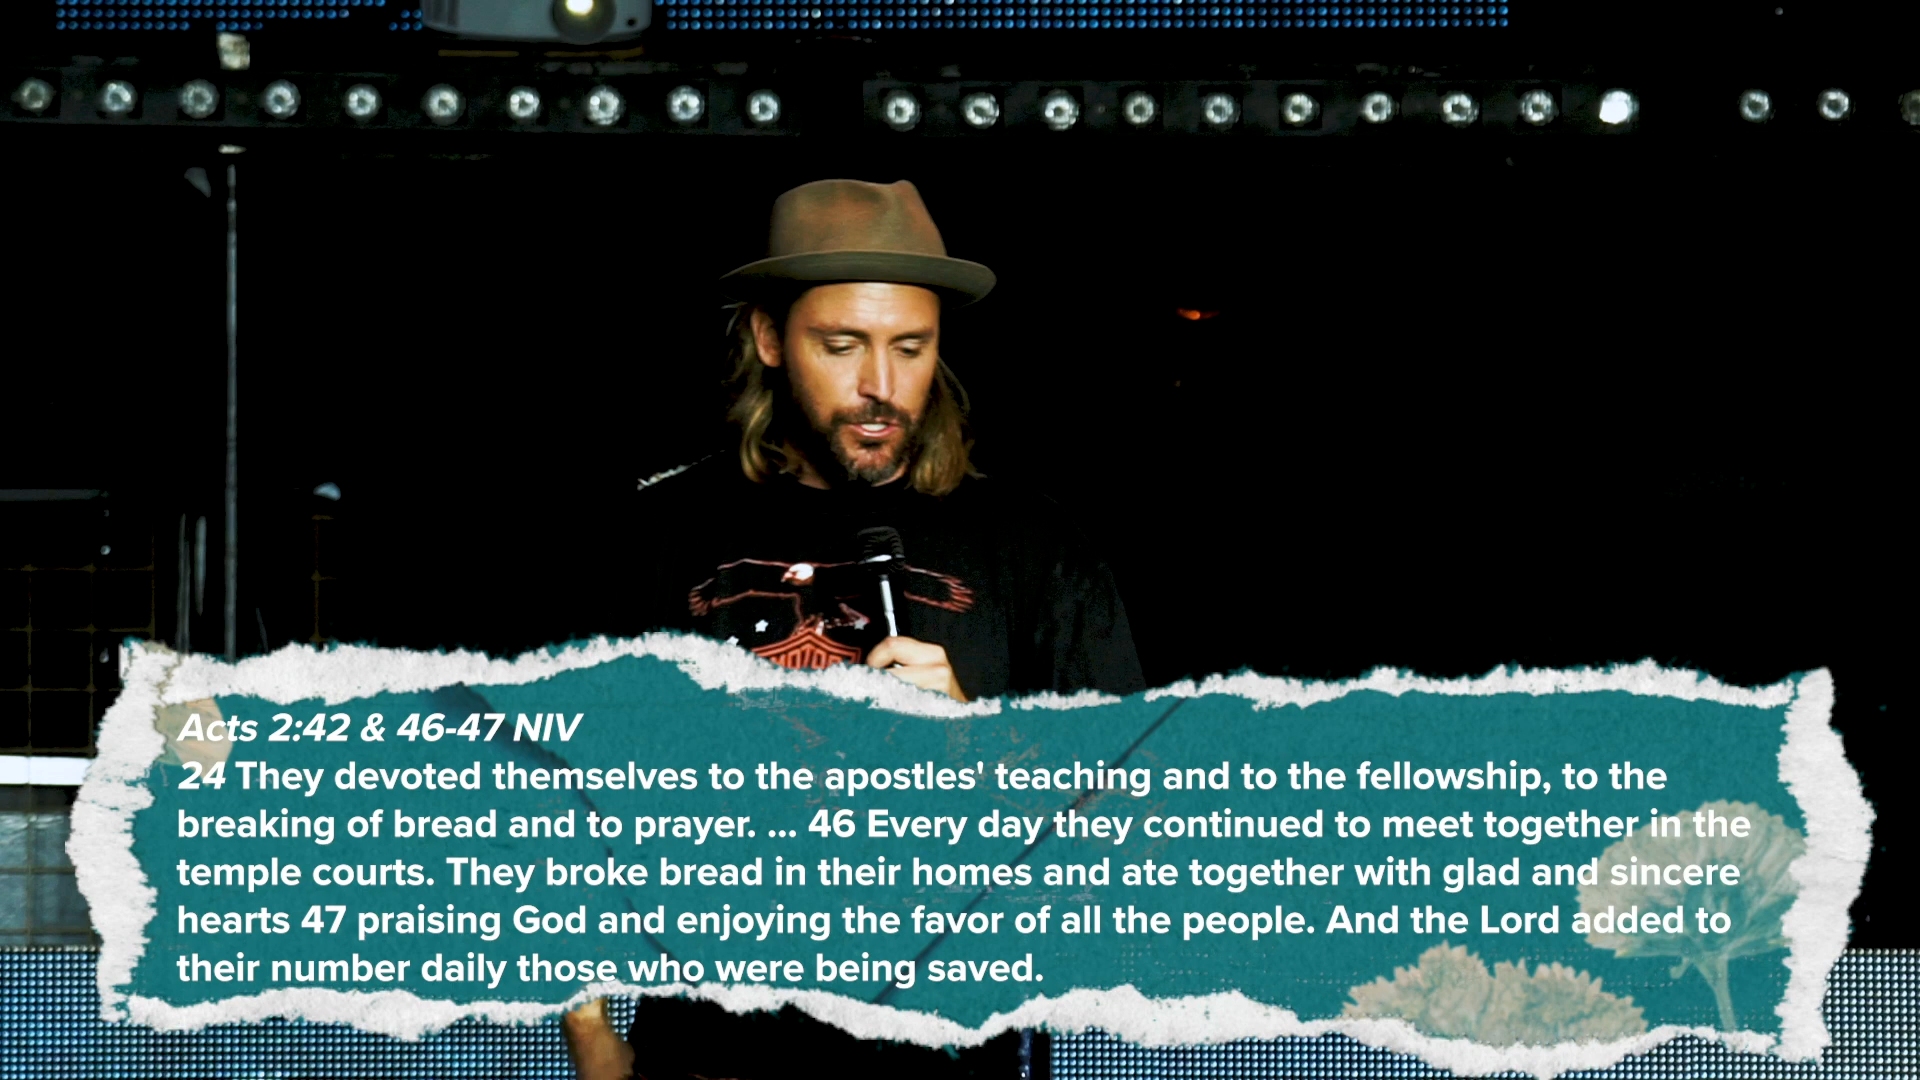 MOTOR
Acts 2:42 & 46-47 NIV
24 They devoted themselves to the apostles' teaching and to the fellowship, to the
breaking of bread and to prayer. ... 46 Every day they continued to meet together in the
temple courts. They broke bread in their homes and ate together with glad and sincere
hearts 47 praising God and enjoying the favor of all the people. And the Lord added to
their number daily those who were being saved.